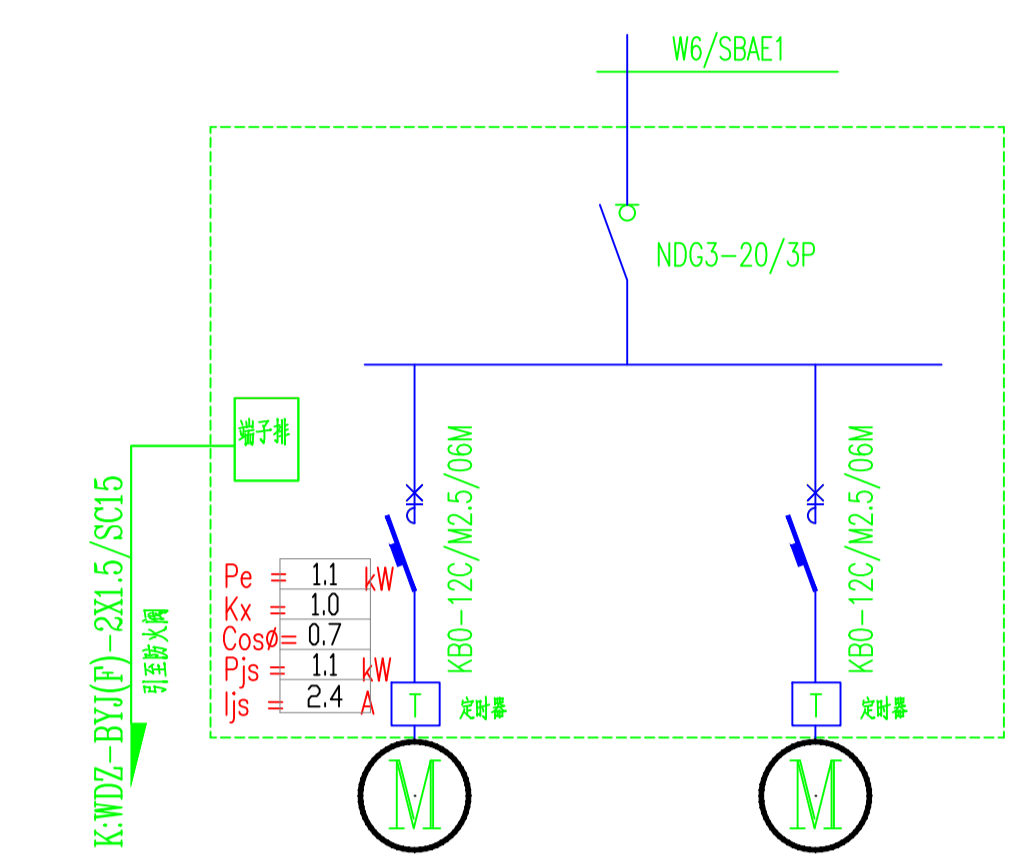 W6/SBAE1
NDG3-20/3P
端子排
K:WDZ-BYJ(F)-2X1.5/SC15
引至防火阀
KB0-12C/M2.5/06M
KB0-12C/M2.5/06M
Pe = 1.1 kW
Kx = 1.0
CosØ= 0.7
Pjs = 1.1 kW
Ijs = 2.4 A
T 定时器
T 定时器
M
M